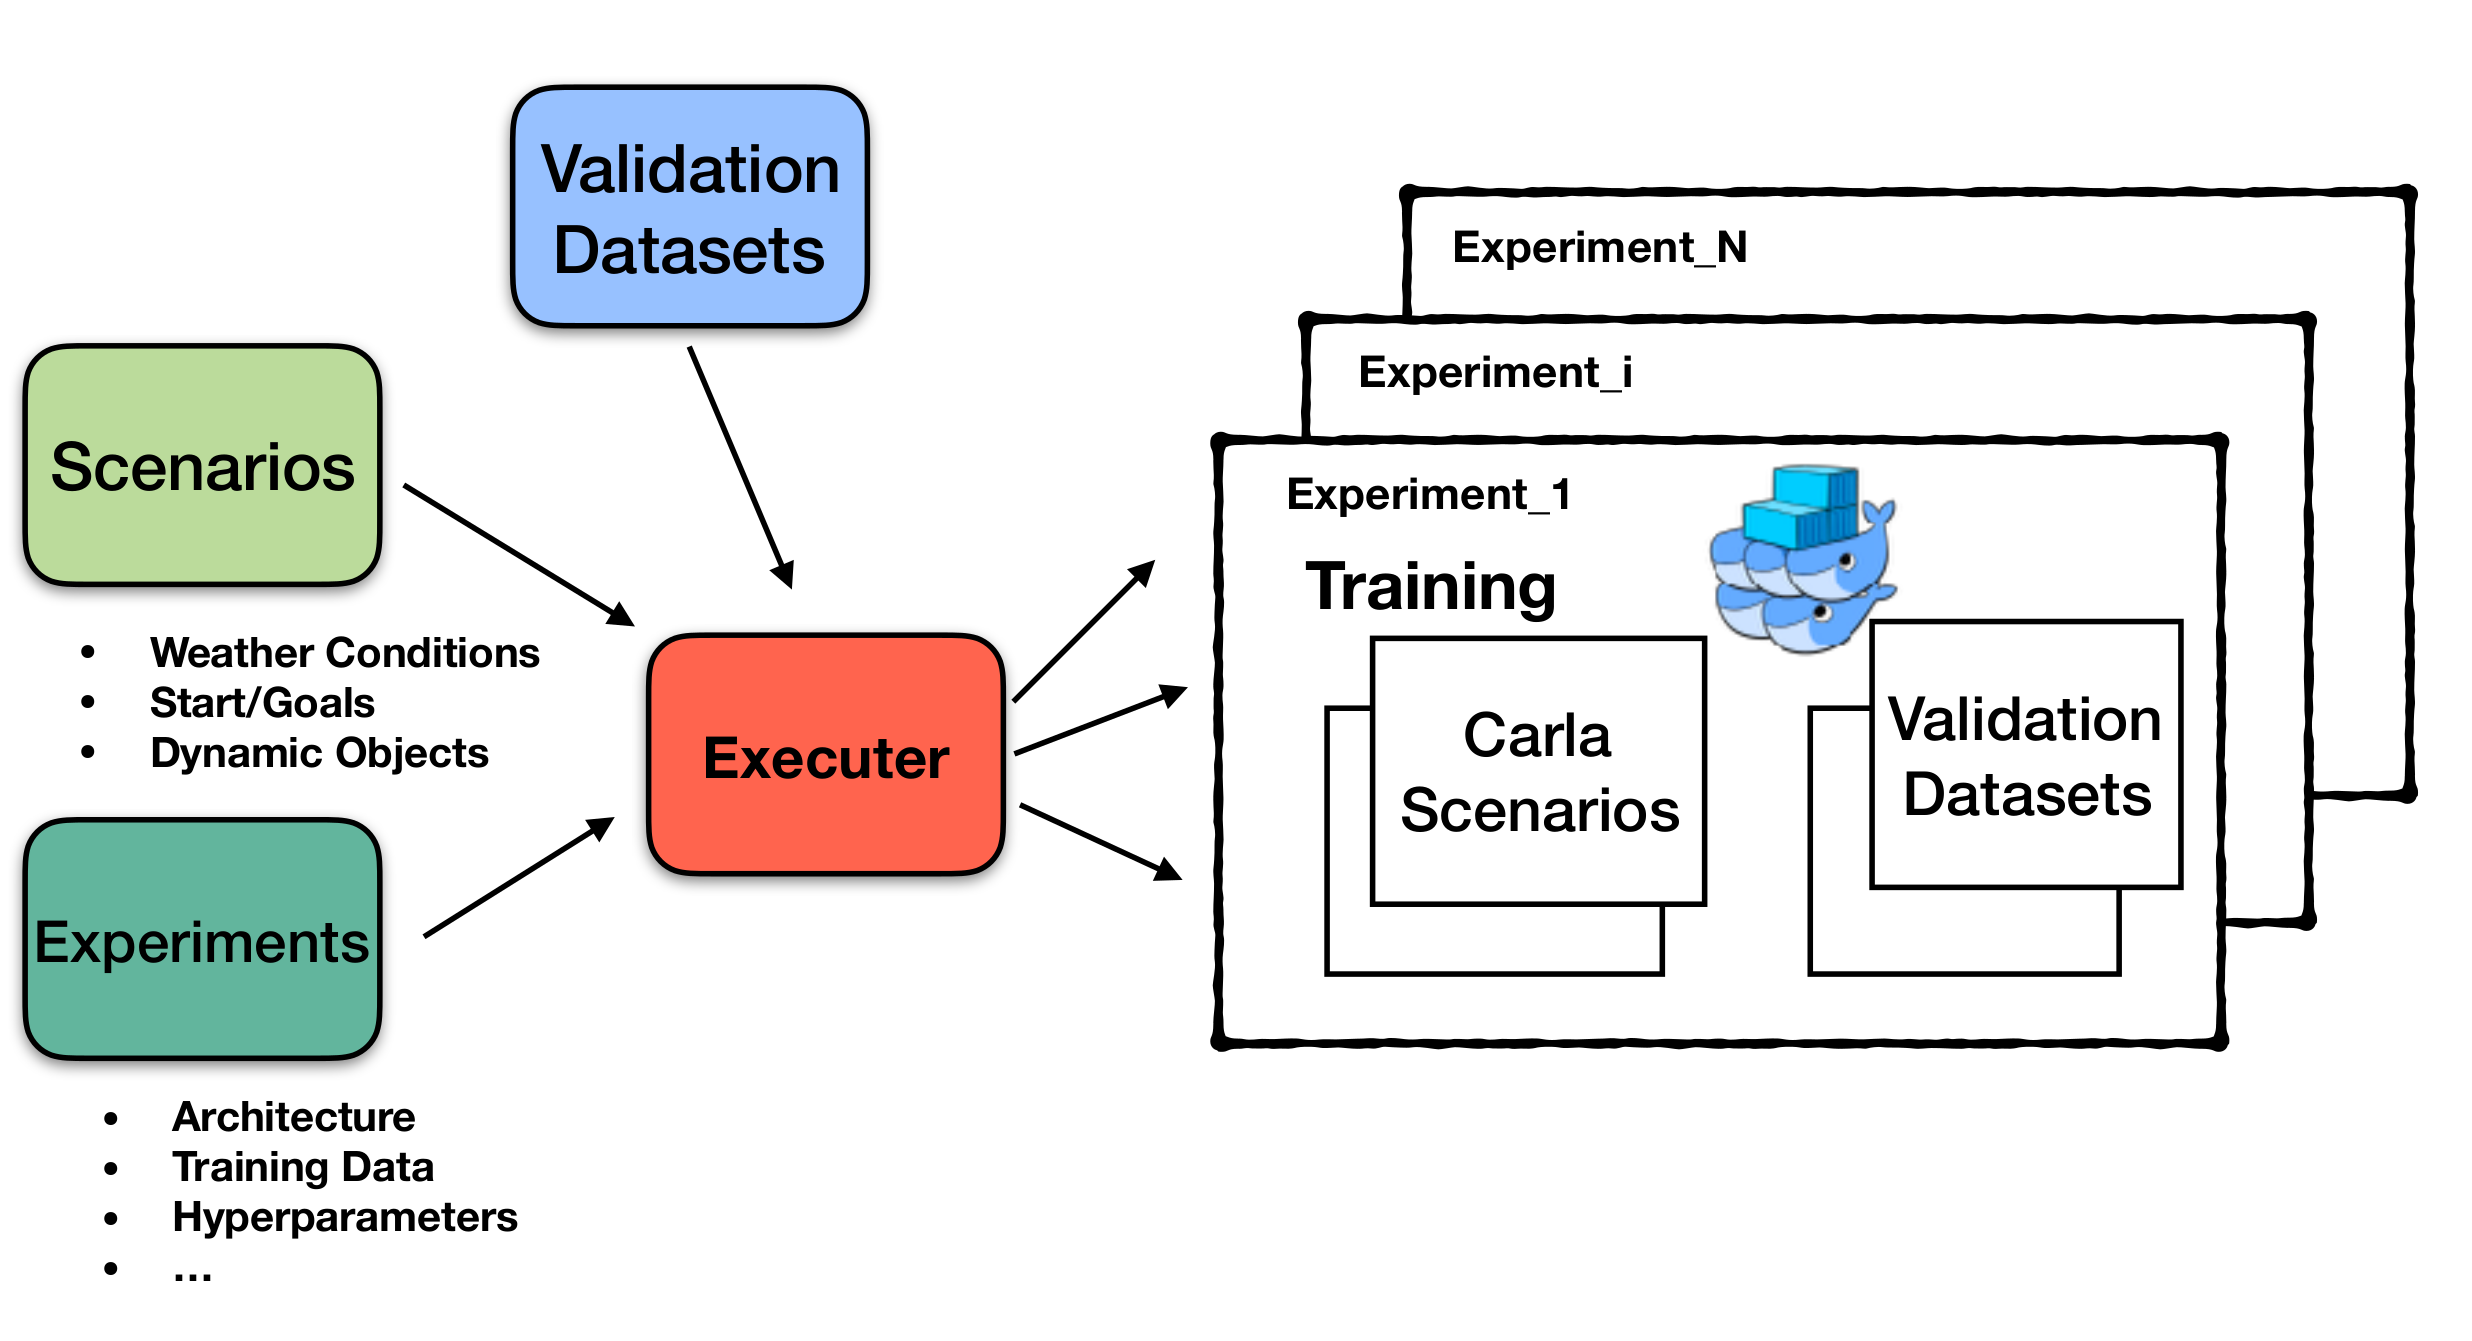 Validation
Datasets
Scenarios
• Weather Conditions
• Start/Goals
• Dynamic Objects
Experiments
• Architecture
• Training Data
• Hyperparameters
• ...
Executer
Experiment_N
Experiment_i
Experiment_1
Training
Carla
Scenarios
Validation
Datasets